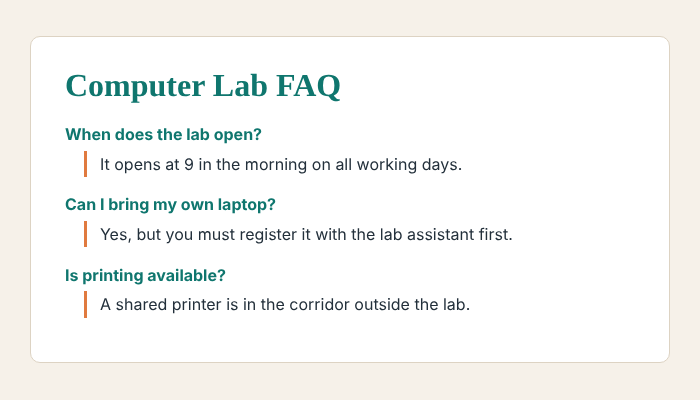 Computer Lab FAQ
When does the lab open?
It opens at 9 in the morning on all working days.
Can I bring my own laptop?
Yes, but you must register it with the lab assistant first.
Is printing available?
A shared printer is in the corridor outside the lab.